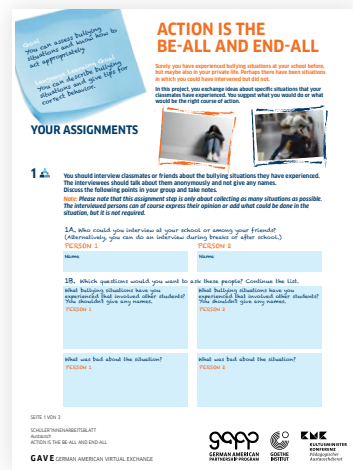 Goal
You can assess bullying
situations and know how to
act appropriately.
You can describe bullying
situations and give tips for
correct behavior.
ACTION IS THE
BE-ALL AND END-ALL
Surely you have experienced bullying situations at your school before,
but maybe also in your private life. Perhaps there have been situations
in which you could have intervened but did not.
In this project, you exchange ideas about specific situations that your
classmates have experienced. You suggest what you would do or what
would be the right course of action.
YOUR ASSIGNMENTS
1
You should interview classmates or friends about the bullying situations they have experienced.
The interviewees should talk about them anonymously and not give names.
Discuss the following points in your group and take notes.
Note: Please note that this assignment step is only about collecting as many situations as possible.
The interviewed persons can of course express their opinion or add what could be done in the
situation, but it is not required.
1A. Who could you interview at your school or among your friends?
(Alternatively, you can do an interview during breaks or after school.)
PERSON 1 PERSON 2
Name Name
1B. Which questions would you want to ask these people? Continue the list.
What bullying situations have you
experienced that involved other students?
You shouldn't give any names.
PERSON 1
What bullying situations have you
experienced that involved other students?
You shouldn't give any names.
PERSON 2
What was bad about the situation?
PERSON 1
What was bad about the situation?
PERSON 2
SEITE 1 VON 3
SCHÜLER*INNENARBEITSBLATT
Austausch
ACTION IS THE BE-ALL AND END-ALL
GAVE GERMAN AMERICAN VIRTUAL EXCHANGE
gapp
GERMAN AMERICAN
PARTNERSHIP PROGRAM
GOETHE
INSTITUT
KMK
KULTUSMINISTER
KONFERENZ
Pädagogischer
Austauschdienst